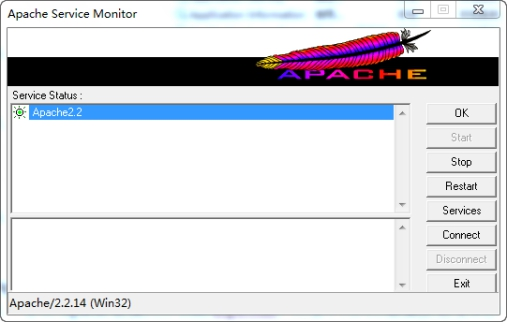 Apache Service Monitor
APACHE
Service Status :
Apache2.2
OK
Start
Stop
Restart
Services
Connect
Disconnect
Exit
Apache/2.2.14 (Win32)